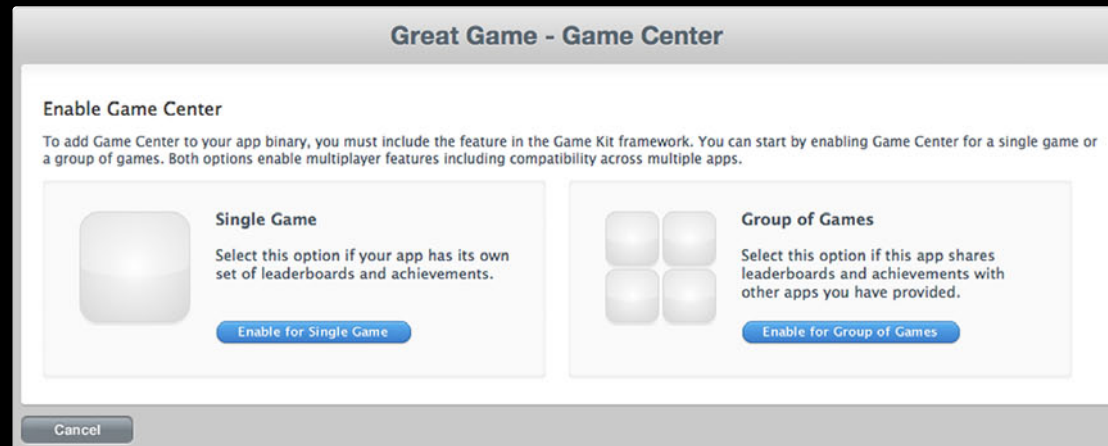 Great Game - Game Center
Enable Game Center
To add Game Center to your app binary, you must include the feature in the Game Kit framework. You can start by enabling Game Center for a single game or
a group of games. Both options enable multiplayer features including compatibility across multiple apps.
Single Game
Select this option if your app has its own
set of leaderboards and achievements.
Enable for Single Game
Group of Games
Select this option if this app shares
leaderboards and achievements with
other apps you have provided.
Enable for Group of Games
Cancel